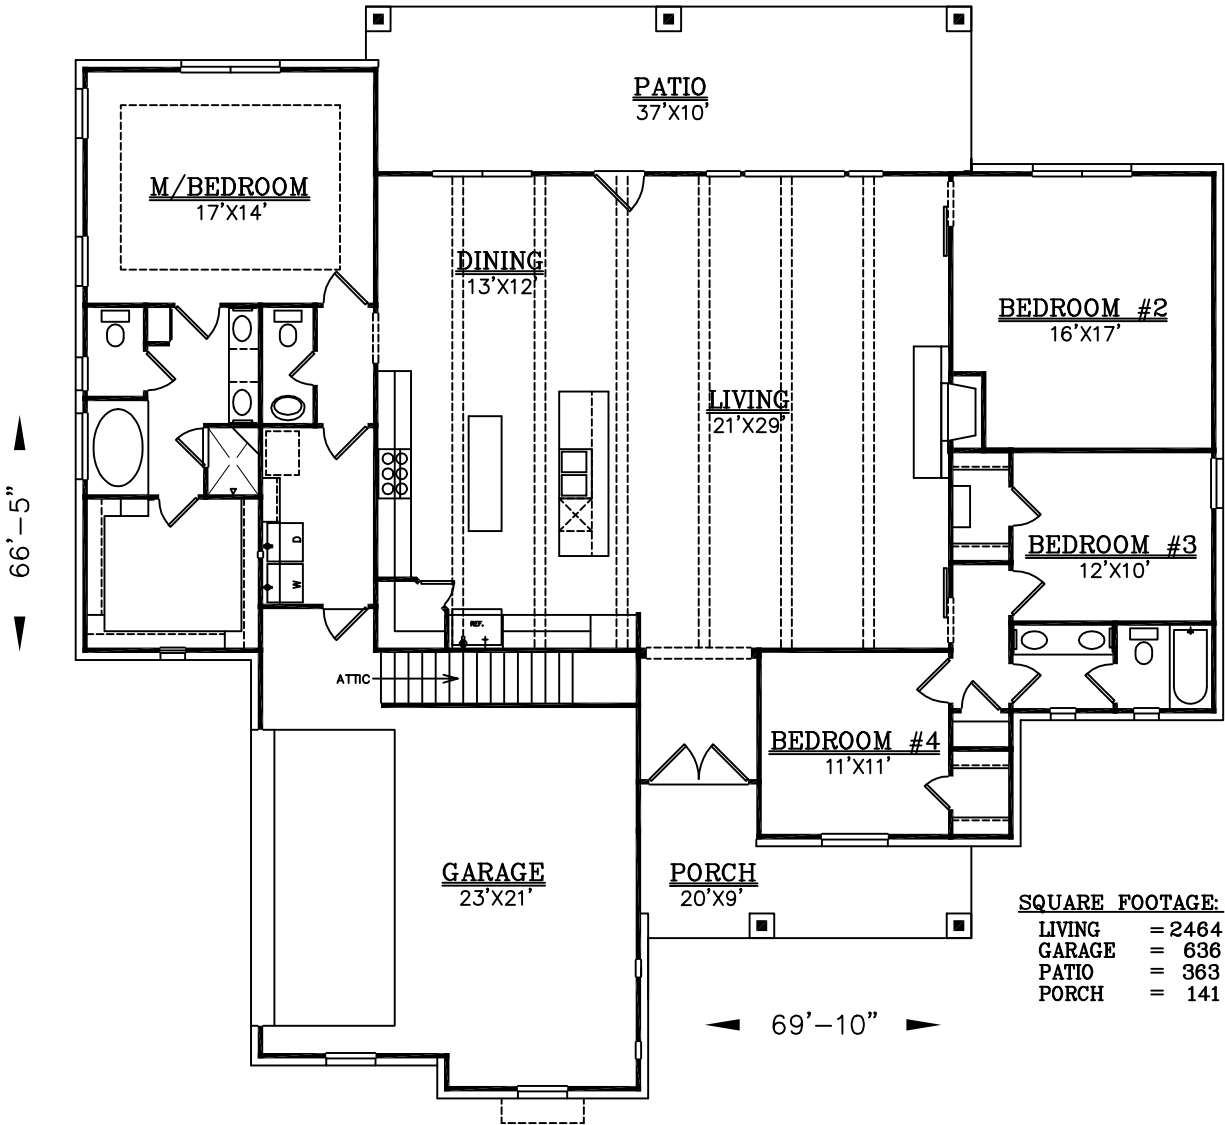 PATIO
37'X10'
M/BEDROOM
17'X14'
DINING
13'X12'
BEDROOM #2
16'X17'
LIVING
21'X29'
66'-5"
D
W
BEDROOM #3
12'X10'
REF.
ATTIC
BEDROOM #4
11'X11'
GARAGE
23'X21'
PORCH
20'X9'
SQUARE FOOTAGE:
LIVING = 2464
GARAGE = 636
PATIO = 363
PORCH = 141
69'-10"